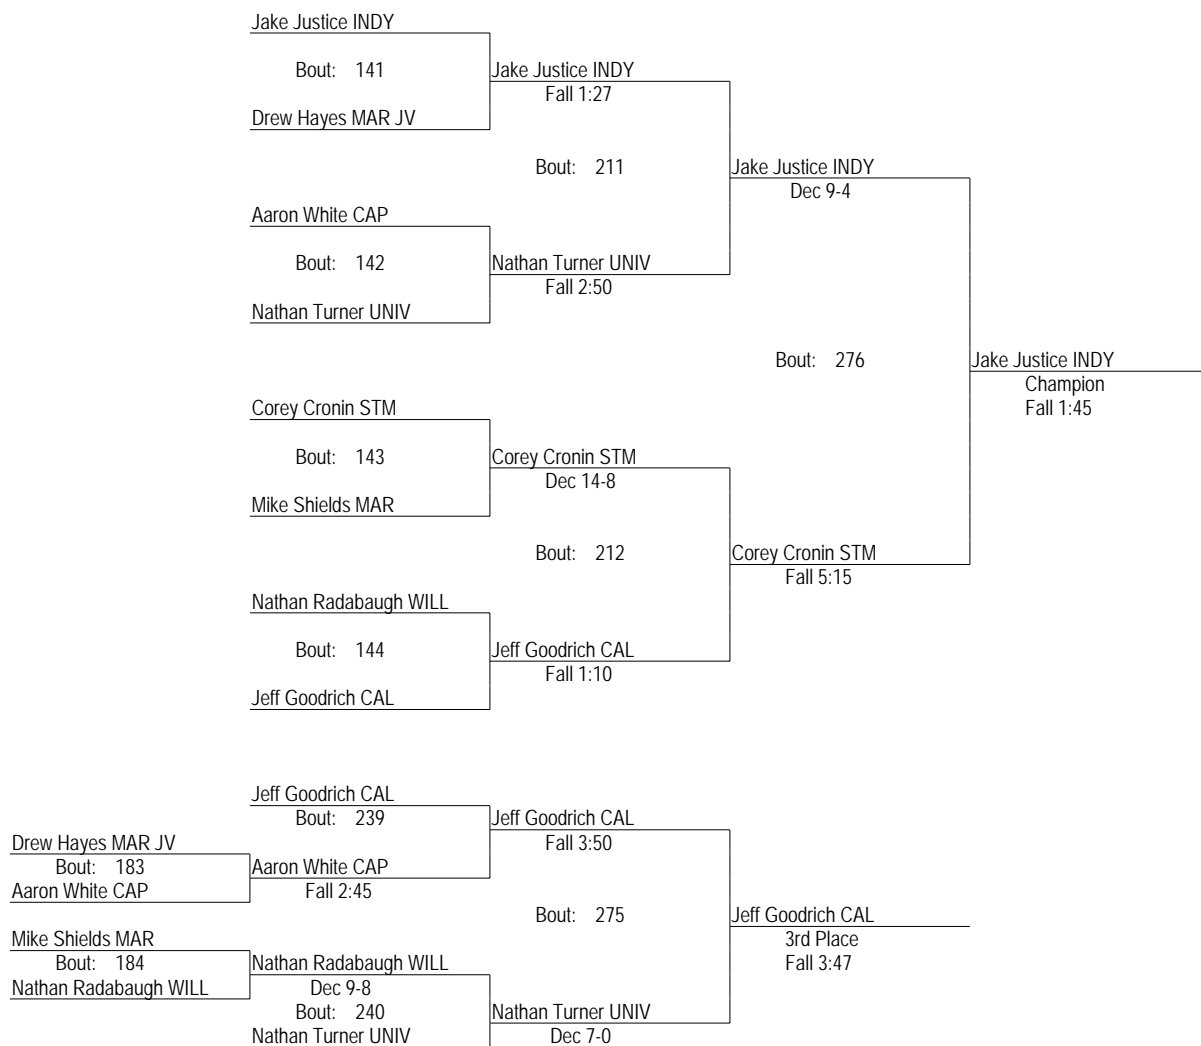 Jake Justice INDY
Bout: 141
Jake Justice INDY
Fall 1:27
Drew Hayes MAR JV
Bout: 211
Jake Justice INDY
Dec 9-4
Aaron White CAP
Bout: 142
Nathan Turner UNIV
Fall 2:50
Nathan Turner UNIV
Bout: 276
Jake Justice INDY
Champion
Fall 1:45
Corey Cronin STM
Bout: 143
Corey Cronin STM
Dec 14-8
Mike Shields MAR
Bout: 212
Corey Cronin STM
Fall 5:15
Nathan Radabaugh WILL
Bout: 144
Jeff Goodrich CAL
Fall 1:10
Jeff Goodrich CAL
Jeff Goodrich CAL
Bout: 239
Jeff Goodrich CAL
Fall 3:50
Drew Hayes MAR JV
Bout: 183
Aaron White CAP
Aaron White CAP
Fall 2:45
Bout: 275
Jeff Goodrich CAL
3rd Place
Fall 3:47
Mike Shields MAR
Bout: 184
Nathan Radabaugh WILL
Nathan Radabaugh WILL
Dec 9-8
Bout: 240
Nathan Turner UNIV
Nathan Turner UNIV
Dec 7-0